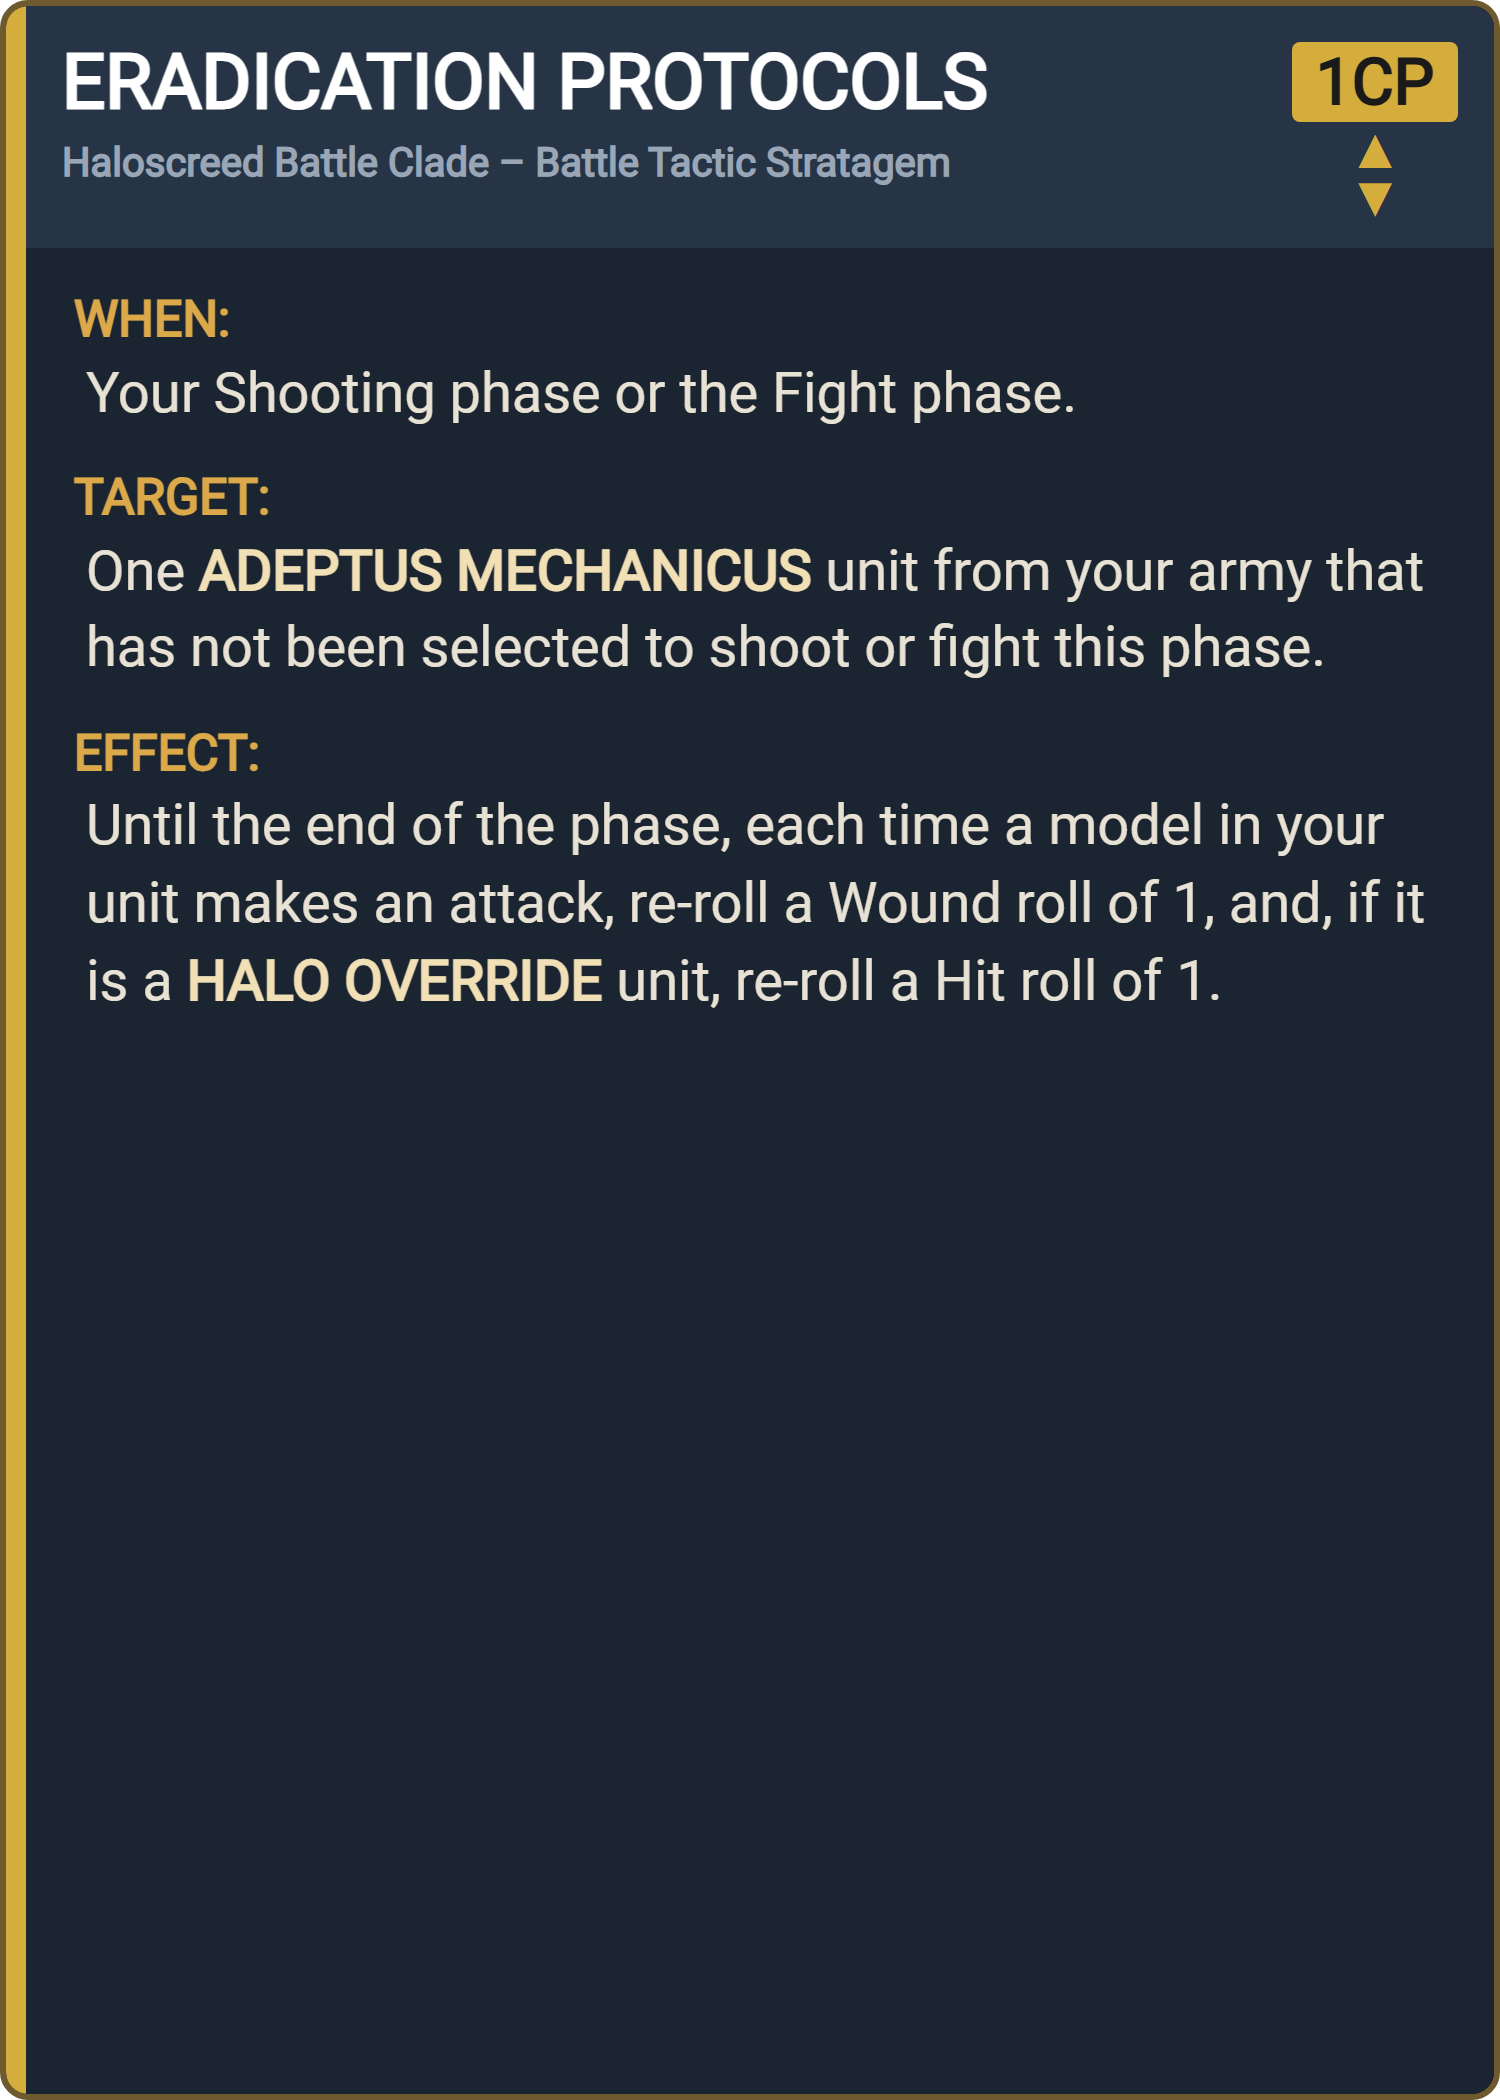 ERADICATION PROTOCOLS
1CP
Haloscreed Battle Clade – Battle Tactic Stratagem
WHEN:
Your Shooting phase or the Fight phase.
TARGET:
One ADEPTUS MECHANICUS unit from your army that
has not been selected to shoot or fight this phase.
EFFECT:
Until the end of the phase, each time a model in your
unit makes an attack, re-roll a Wound roll of 1, and, if it
is a HALO OVERRIDE unit, re-roll a Hit roll of 1.